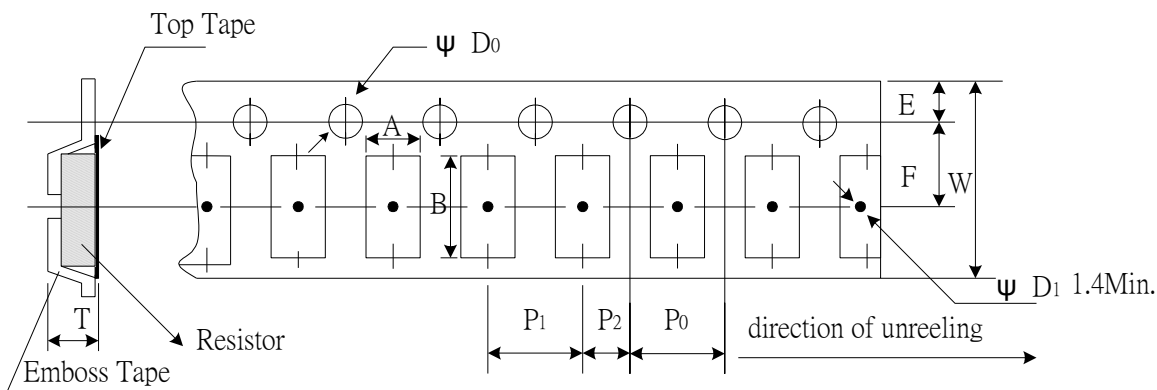 Top Tape
Ψ D0
E
A
F
W
B
Ψ D1 1.4Min.
T
P1
P2
P0
direction of unreeling
Resistor
Emboss Tape